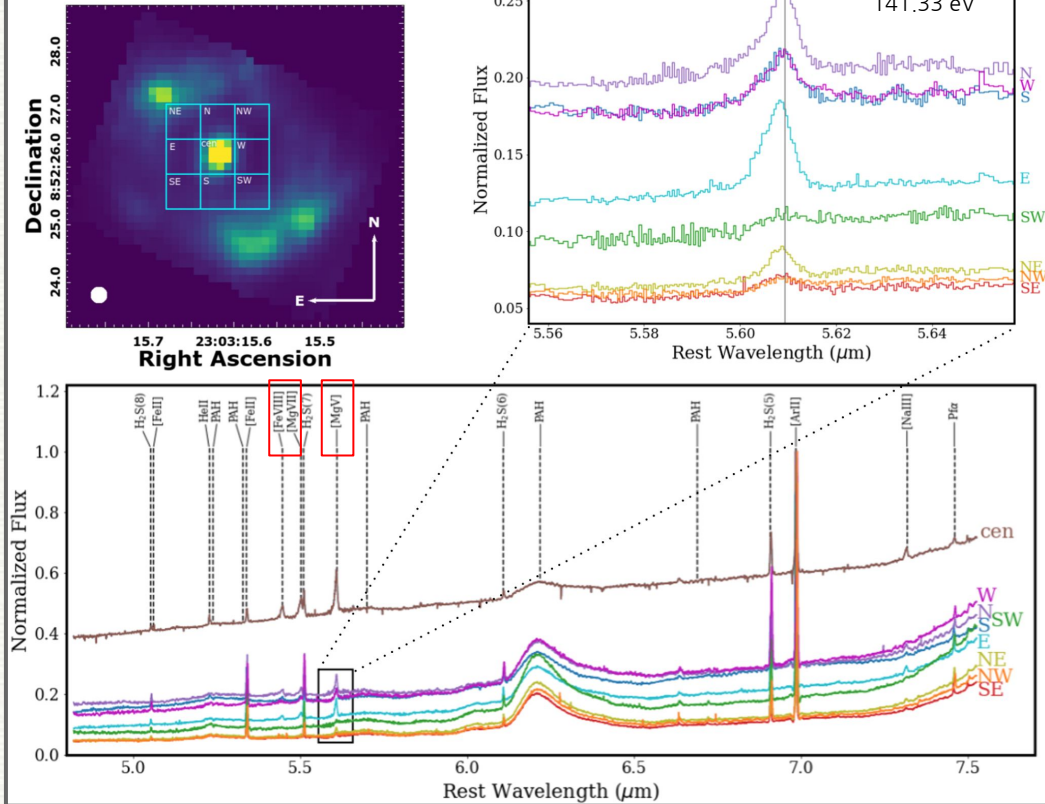 141.33 eV
Declination
28.0
27.0
8:52:26.0
25.0
24.0
NE N NW
E cen W
SE S SW
N
E
15.7 23:03:15.6 15.5
Right Ascension
Normalized Flux
0.25
0.20
0.15
0.10
0.05
N
W
S
E
SW
NE
NW
SE
5.56 5.58 5.60 5.62 5.64
Rest Wavelength (μm)
Normalized Flux
1.2
1.0
0.8
0.6
0.4
0.2
0.0
H₂S(8)
[FeII]
HeII
PAH
PAH
[FeII]
[FeVIII]
[MgVII]
H₂S(7)
[MgV]
PAH
H₂S(6)
PAH
PAH
H₂S(5)
[ArII]
[NaIII]
Pfα
cen
W
N
SW
S
E
NE
NW
SE
5.0 5.5 6.0 6.5 7.0 7.5
Rest Wavelength (μm)